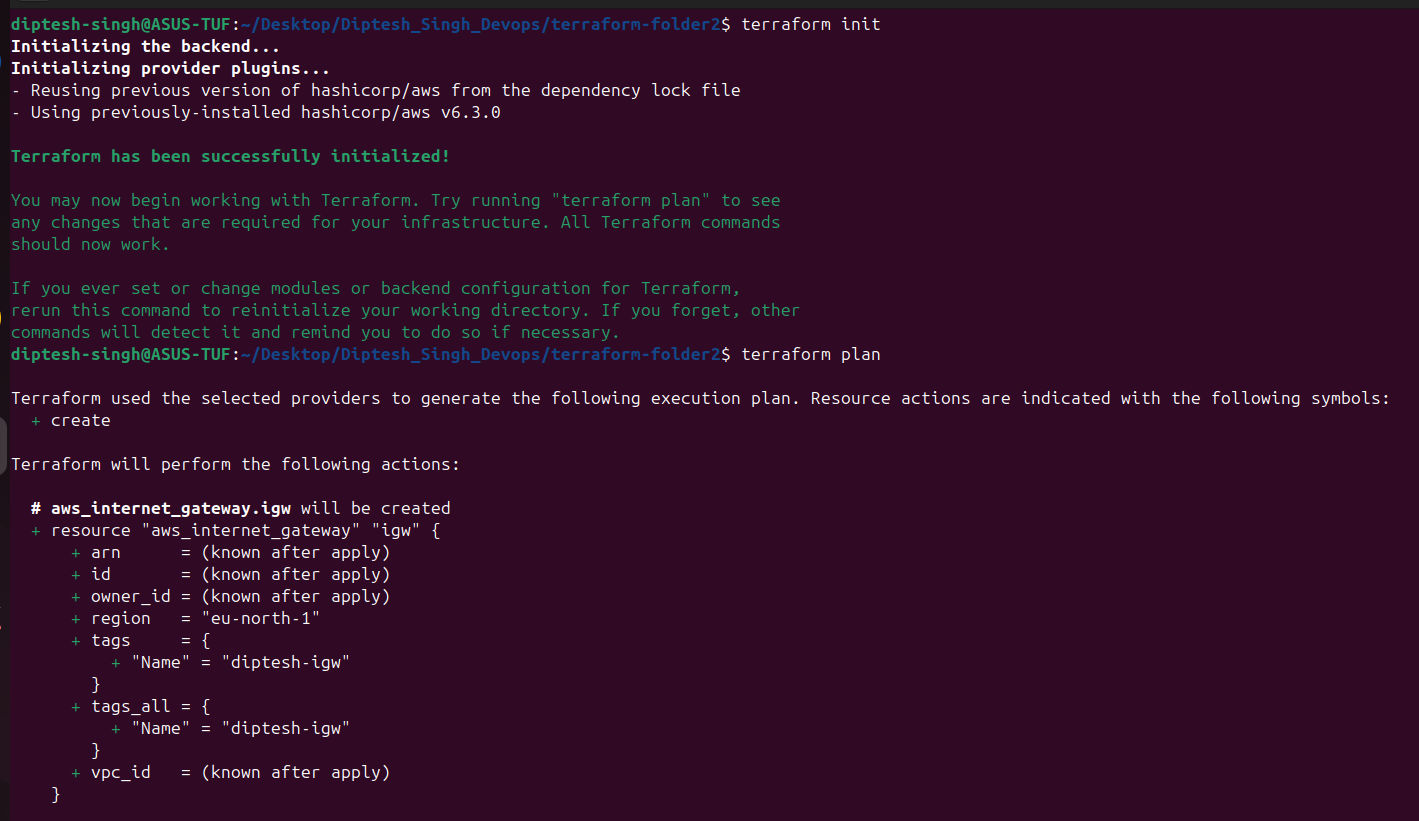 diptesh-singh@ASUS-TUF:~/Desktop/Diptesh_Singh_Devops/terraform-folder2$ terraform init
Initializing the backend...
Initializing provider plugins...
- Reusing previous version of hashicorp/aws from the dependency lock file
- Using previously-installed hashicorp/aws v6.3.0
Terraform has been successfully initialized!
You may now begin working with Terraform. Try running "terraform plan" to see
any changes that are required for your infrastructure. All Terraform commands
should now work.
If you ever set or change modules or backend configuration for Terraform,
rerun this command to reinitialize your working directory. If you forget, other
commands will detect it and remind you to do so if necessary.
diptesh-singh@ASUS-TUF:~/Desktop/Diptesh_Singh_Devops/terraform-folder2$ terraform plan
Terraform used the selected providers to generate the following execution plan. Resource actions are indicated with the following symbols:
  + create
Terraform will perform the following actions:
  # aws_internet_gateway.igw will be created
  + resource "aws_internet_gateway" "igw" {
      + arn      = (known after apply)
      + id       = (known after apply)
      + owner_id = (known after apply)
      + region   = "eu-north-1"
      + tags     = {
          + "Name" = "diptesh-igw"
        }
      + tags_all = {
          + "Name" = "diptesh-igw"
        }
      + vpc_id   = (known after apply)
    }